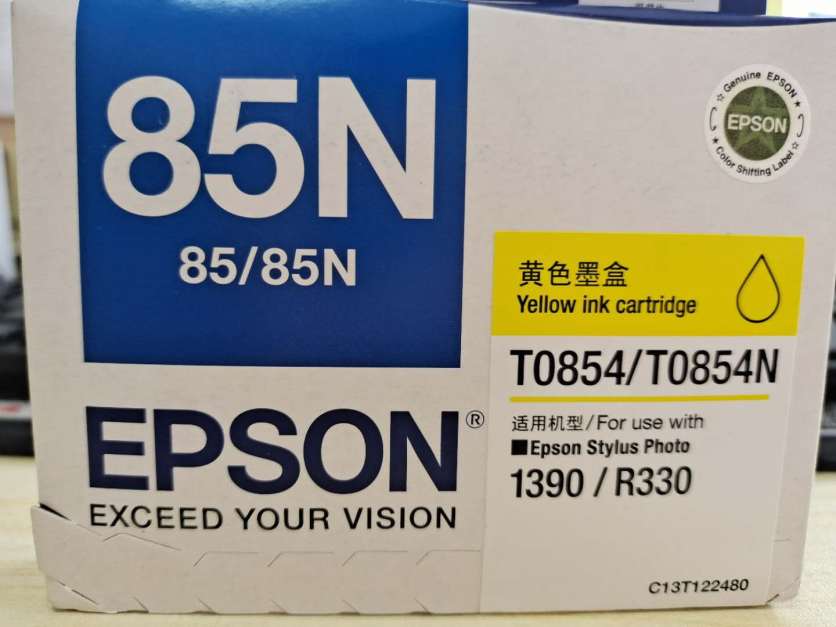 85N
85/85N
Genuine EPSON
EPSON
Color Shifting Label
黄色墨盒
Yellow ink cartridge
T0854/T0854N
适用机型/For use with
■Epson Stylus Photo
1390 / R330
EPSON®
EXCEED YOUR VISION
C13T122480